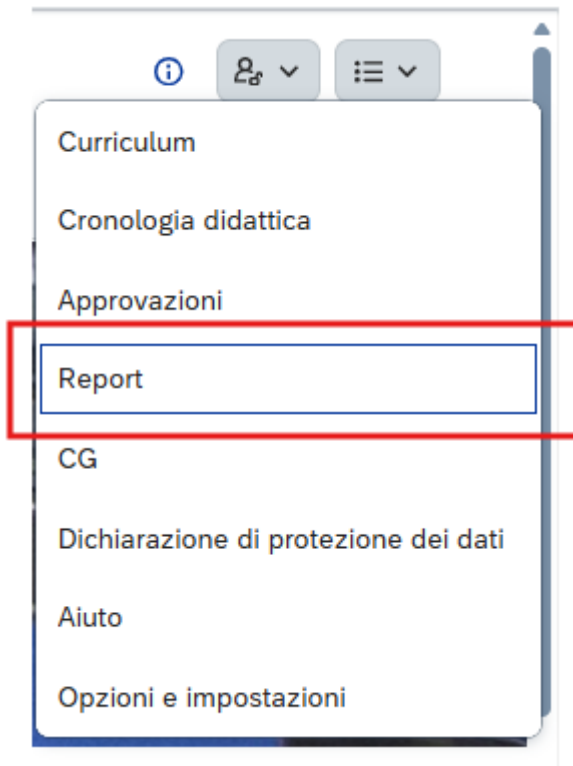 Curriculum
Cronologia didattica
Approvazioni
Report
CG
Dichiarazione di protezione dei dati
Aiuto
Opzioni e impostazioni